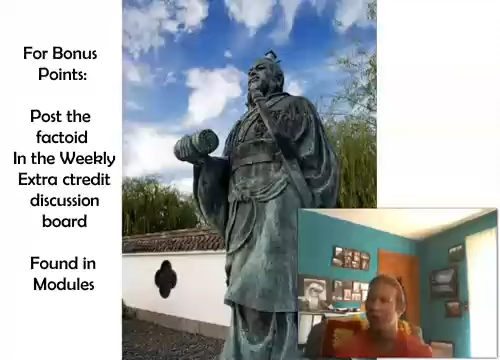 For Bonus
Points:
Post the
factoid
In the Weekly
Extra ctredit
discussion
board
Found in
Modules